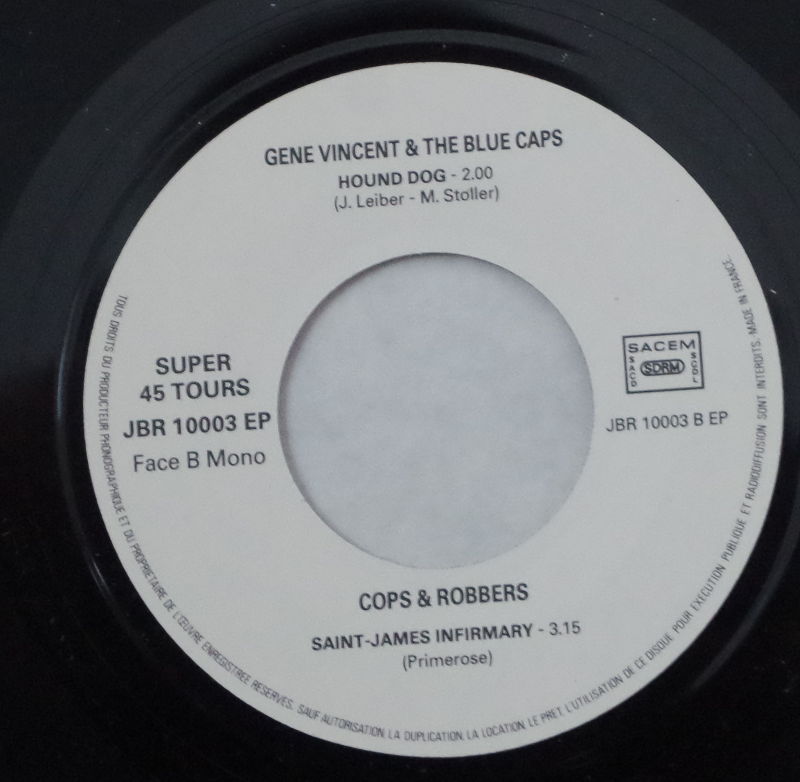 GENE VINCENT & THE BLUE CAPS
HOUND DOG - 2.00
(J. Leiber - M. Stoller)
SUPER
45 TOURS
JBR 10003 EP
Face B Mono
SACEM
SACD
SDRM
SCDL
JBR 10003 B EP
COPS & ROBBERS
SAINT-JAMES INFIRMARY - 3.15
(Primerose)
TOUS DROITS DU PRODUCTEUR PHONOGRAPHIQUE ET DU PROPRIETAIRE DE L'ŒUVRE ENREGISTREE RESERVES. SAUF AUTORISATION, LA DUPLICATION, LA LOCATION, LE PRET, L'UTILISATION DE CE DISQUE POUR EXECUTION PUBLIQUE ET RADIODIFFUSION SONT INTERDITS. MADE IN FRANCE.